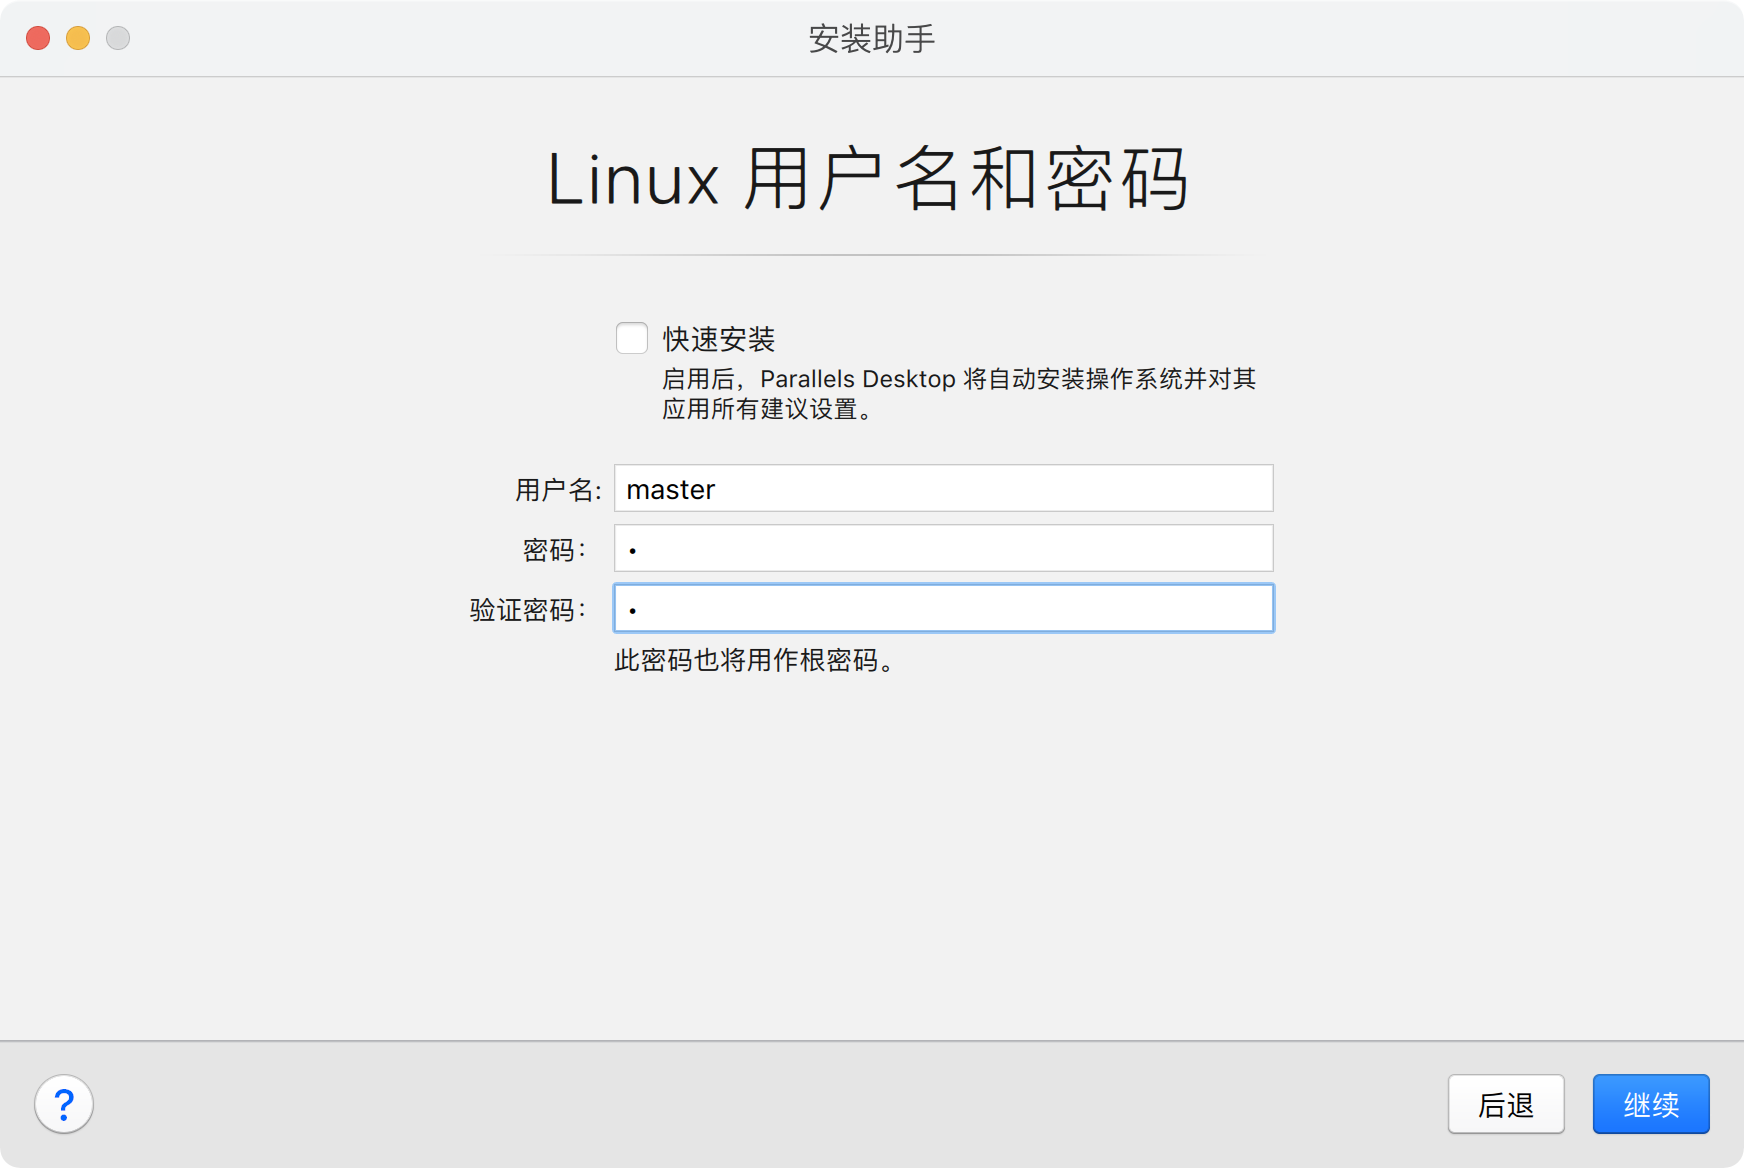 安装助手
Linux 用户名和密码
快速安装
启用后，Parallels Desktop 将自动安装操作系统并对其
应用所有建议设置。
用户名: master
密码： •
验证密码： •
此密码也将用作根密码。
? 后退 继续